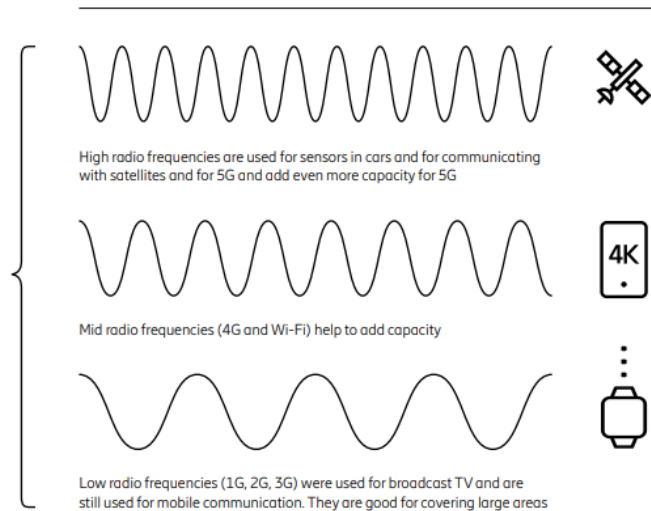 High radio frequencies are used for sensors in cars and for communicating
with satellites and for 5G and add even more capacity for 5G
4K
Mid radio frequencies (4G and Wi-Fi) help to add capacity
Low radio frequencies (1G, 2G, 3G) were used for broadcast TV and are
still used for mobile communication. They are good for covering large areas